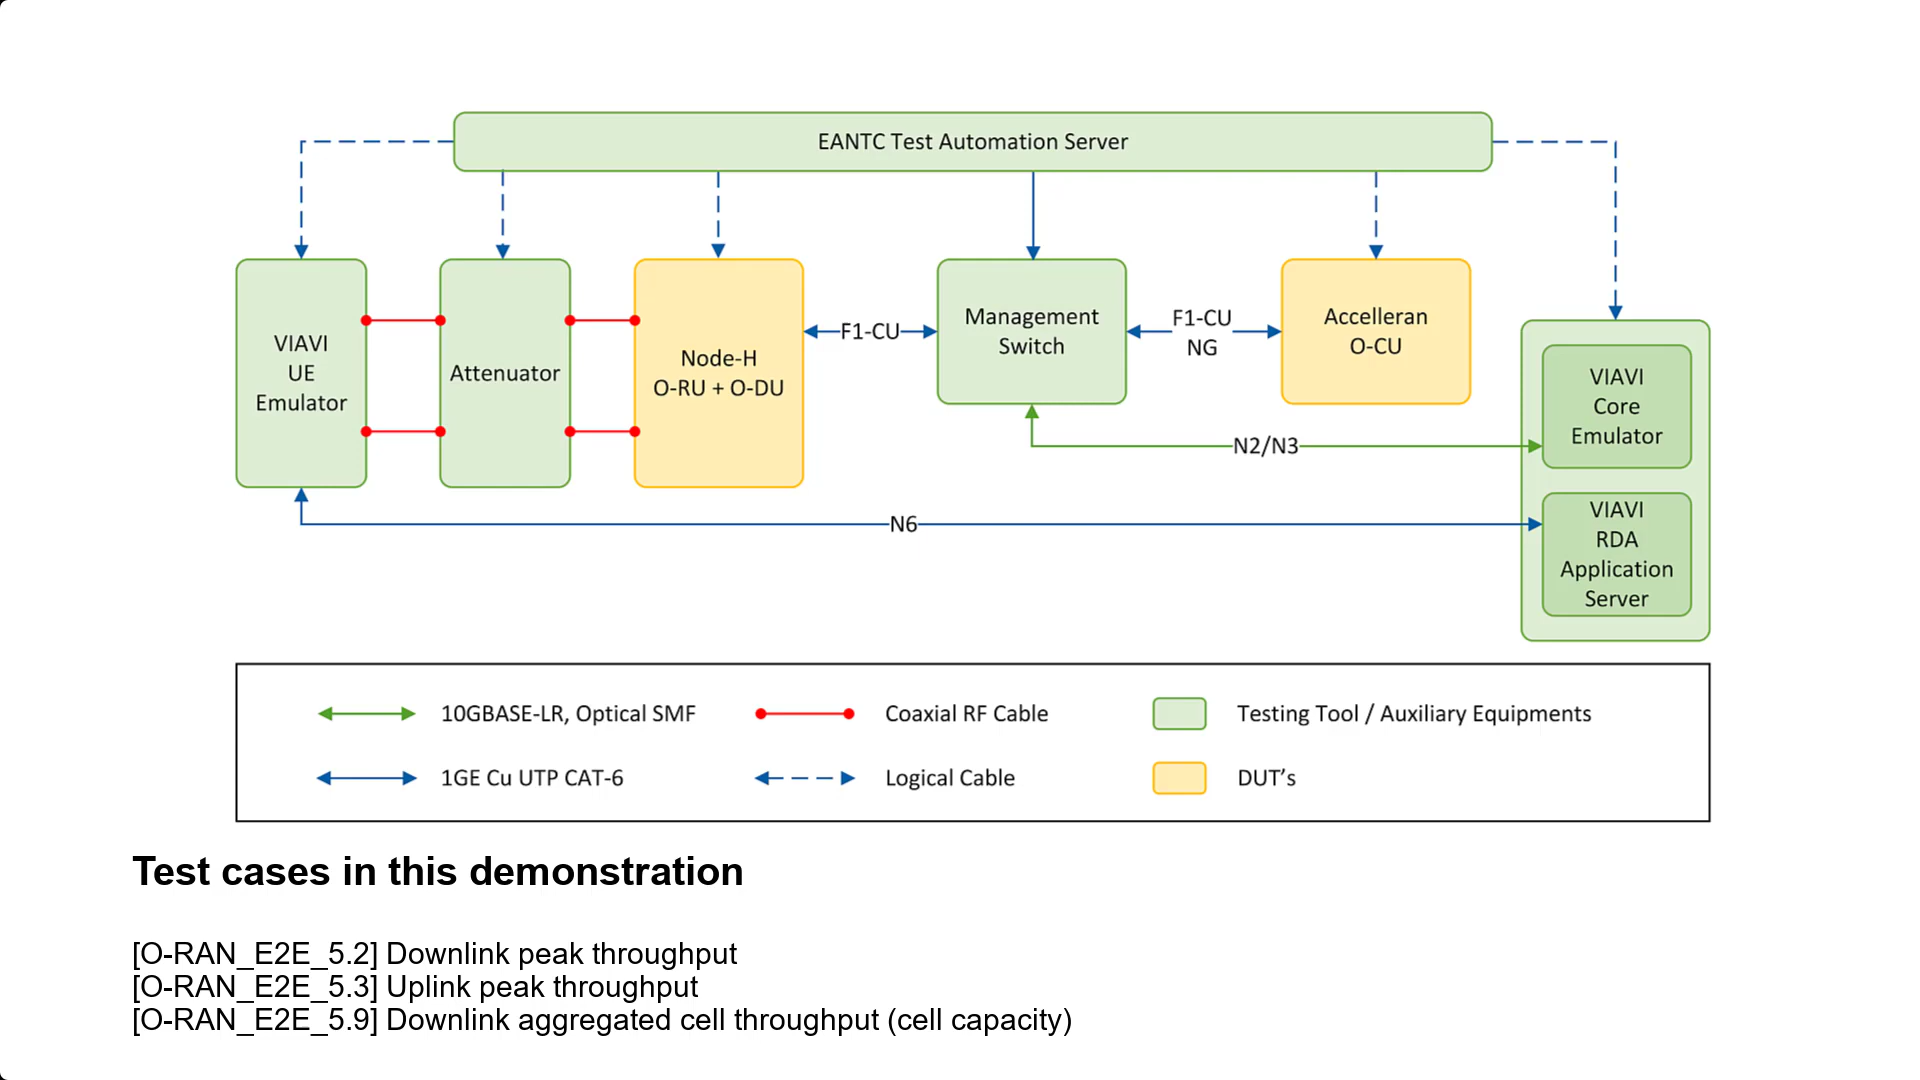 EANTC Test Automation Server
VIAVI
UE
Emulator
Attenuator
Node-H
O-RU + O-DU
F1-CU
Management
Switch
F1-CU
NG
Accelleran
O-CU
VIAVI
Core
Emulator
N2/N3
N6
VIAVI
RDA
Application
Server
10GBASE-LR, Optical SMF
Coaxial RF Cable
Testing Tool / Auxiliary Equipments
1GE Cu UTP CAT-6
Logical Cable
DUT’s
Test cases in this demonstration
[O-RAN_E2E_5.2] Downlink peak throughput
[O-RAN_E2E_5.3] Uplink peak throughput
[O-RAN_E2E_5.9] Downlink aggregated cell throughput (cell capacity)